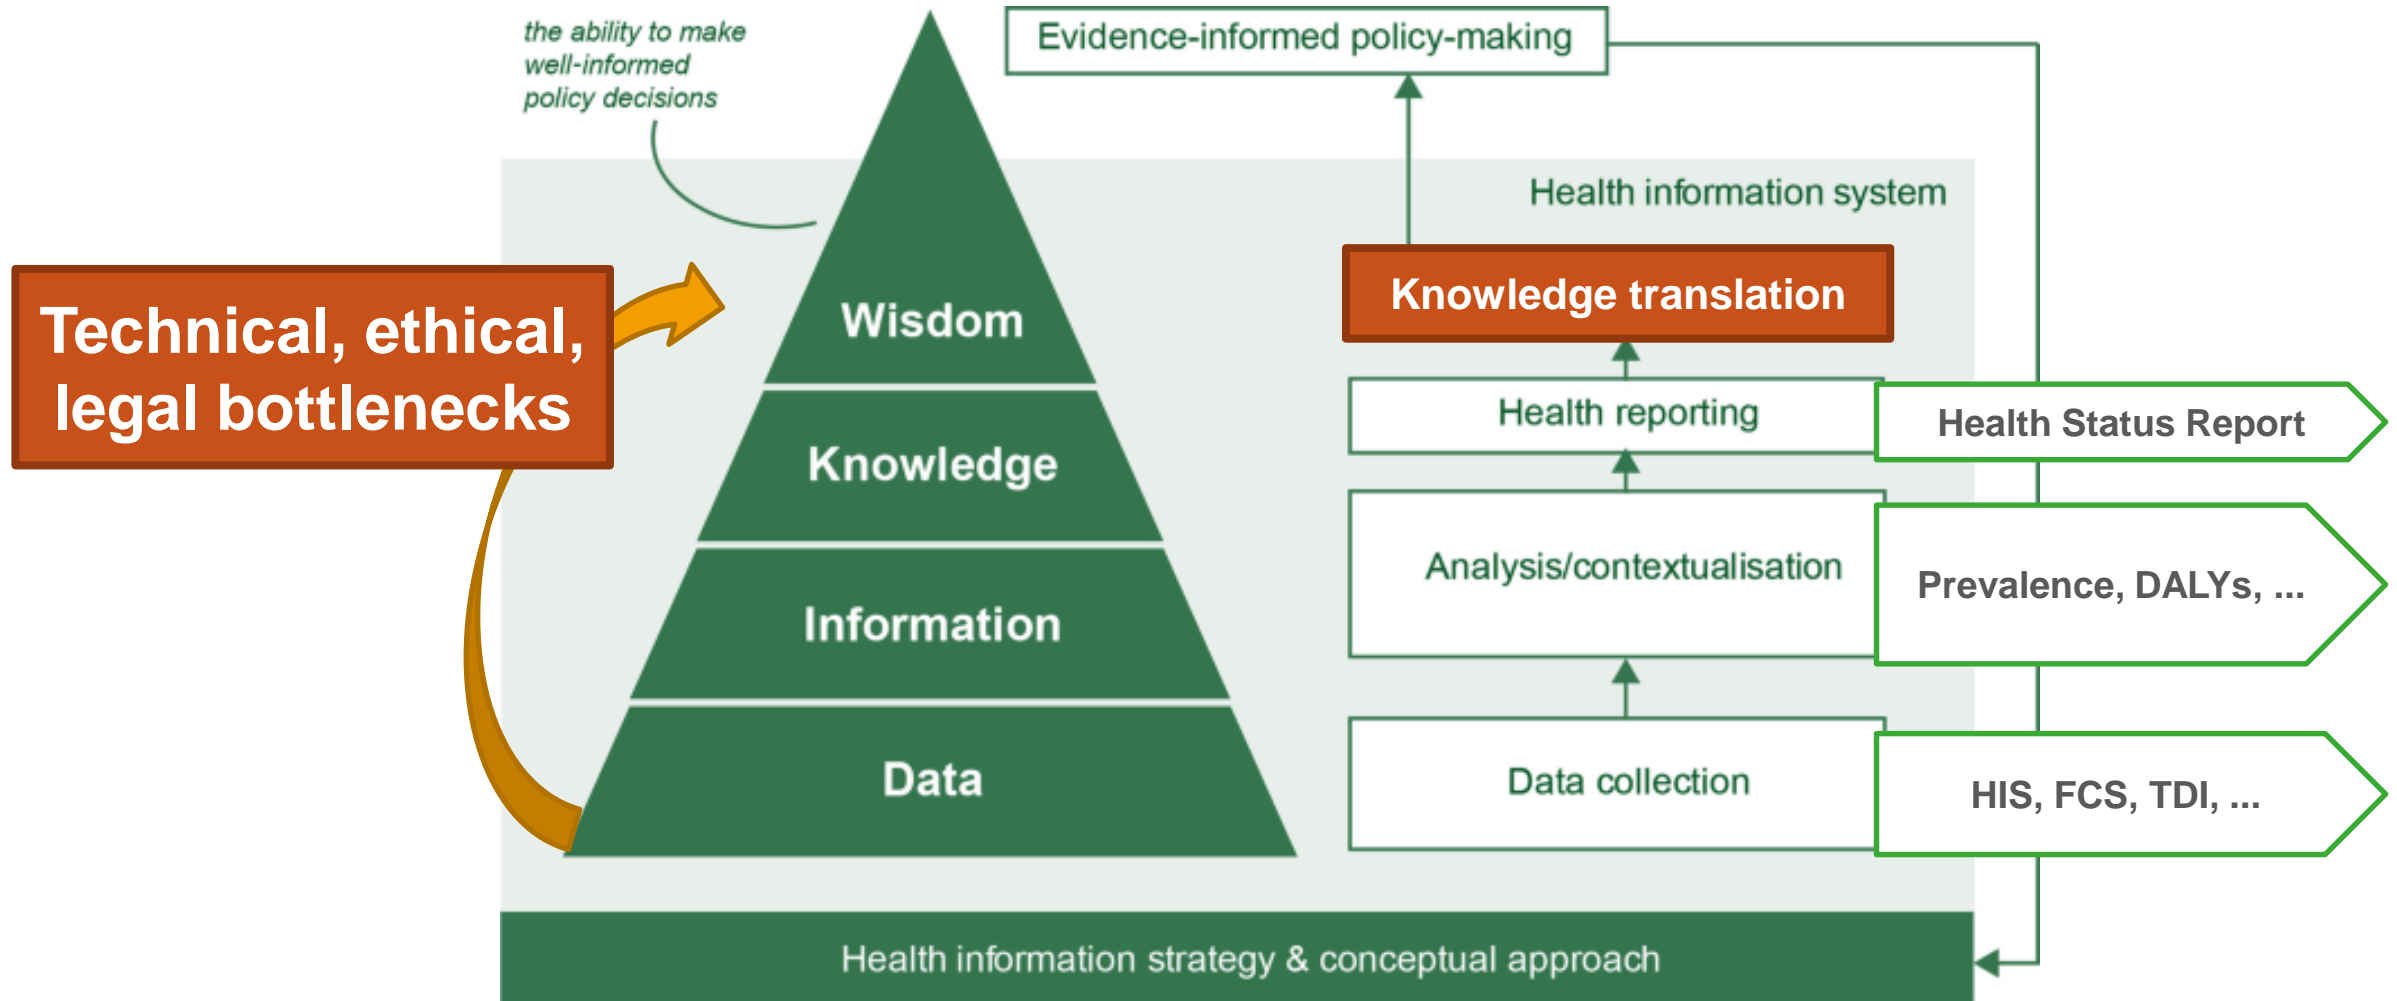 the ability to make
well-informed
policy decisions
Evidence-informed policy-making
Health information system
Technical, ethical,
legal bottlenecks
Wisdom
Knowledge
Information
Data
Knowledge translation
Health reporting
Health Status Report
Analysis/contextualisation
Prevalence, DALYs, ...
Data collection
HIS, FCS, TDI, ...
Health information strategy & conceptual approach